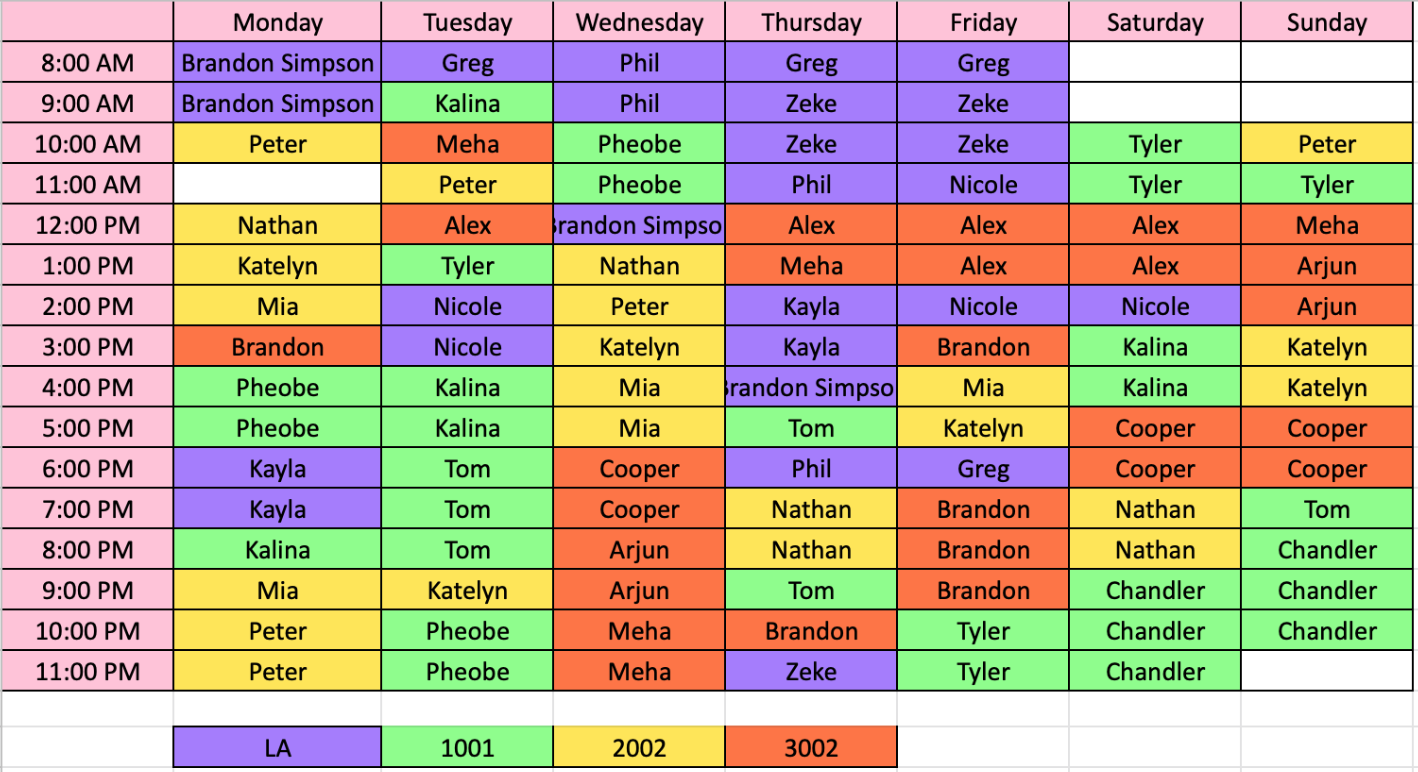 Monday Tuesday Wednesday Thursday Friday Saturday Sunday
8:00 AM Brandon Simpson Greg Phil Greg Greg
9:00 AM Brandon Simpson Kalina Phil Zeke Zeke
10:00 AM Peter Meha Pheobe Zeke Zeke Tyler Peter
11:00 AM Peter Pheobe Phil Nicole Tyler Tyler
12:00 PM Nathan Alex Brandon Simpso Alex Alex Alex Meha
1:00 PM Katelyn Tyler Nathan Meha Alex Alex Arjun
2:00 PM Mia Nicole Peter Kayla Nicole Nicole Arjun
3:00 PM Brandon Nicole Katelyn Kayla Brandon Kalina Katelyn
4:00 PM Pheobe Kalina Mia Brandon Simpso Mia Kalina Katelyn
5:00 PM Pheobe Kalina Mia Tom Katelyn Cooper Cooper
6:00 PM Kayla Tom Cooper Phil Greg Cooper Cooper
7:00 PM Kayla Tom Cooper Nathan Brandon Nathan Tom
8:00 PM Kalina Tom Arjun Nathan Brandon Nathan Chandler
9:00 PM Mia Katelyn Arjun Tom Brandon Chandler Chandler
10:00 PM Peter Pheobe Meha Brandon Tyler Chandler Chandler
11:00 PM Peter Pheobe Meha Zeke Tyler Chandler
LA 1001 2002 3002